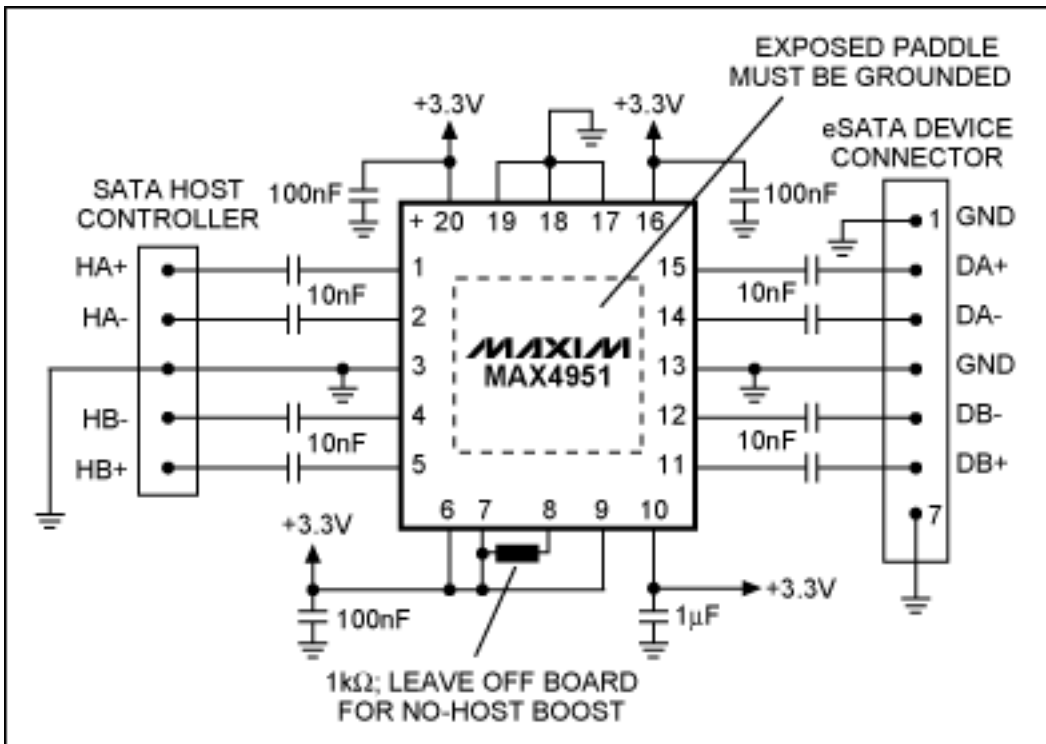 EXPOSED PADDLE
MUST BE GROUNDED
+3.3V
+3.3V
eSATA DEVICE
CONNECTOR
SATA HOST
CONTROLLER
100nF
100nF
+ 20 19 18 17 16
1 GND
HA+
1
15
DA+
10nF
10nF
HA-
2
14
DA-
MAXIM
MAX4951
3
13
GND
HB-
4
12
DB-
10nF
10nF
HB+
5
11
DB+
6 7 8 9 10
7
+3.3V
+3.3V
100nF
1μF
1kΩ; LEAVE OFF BOARD
FOR NO-HOST BOOST